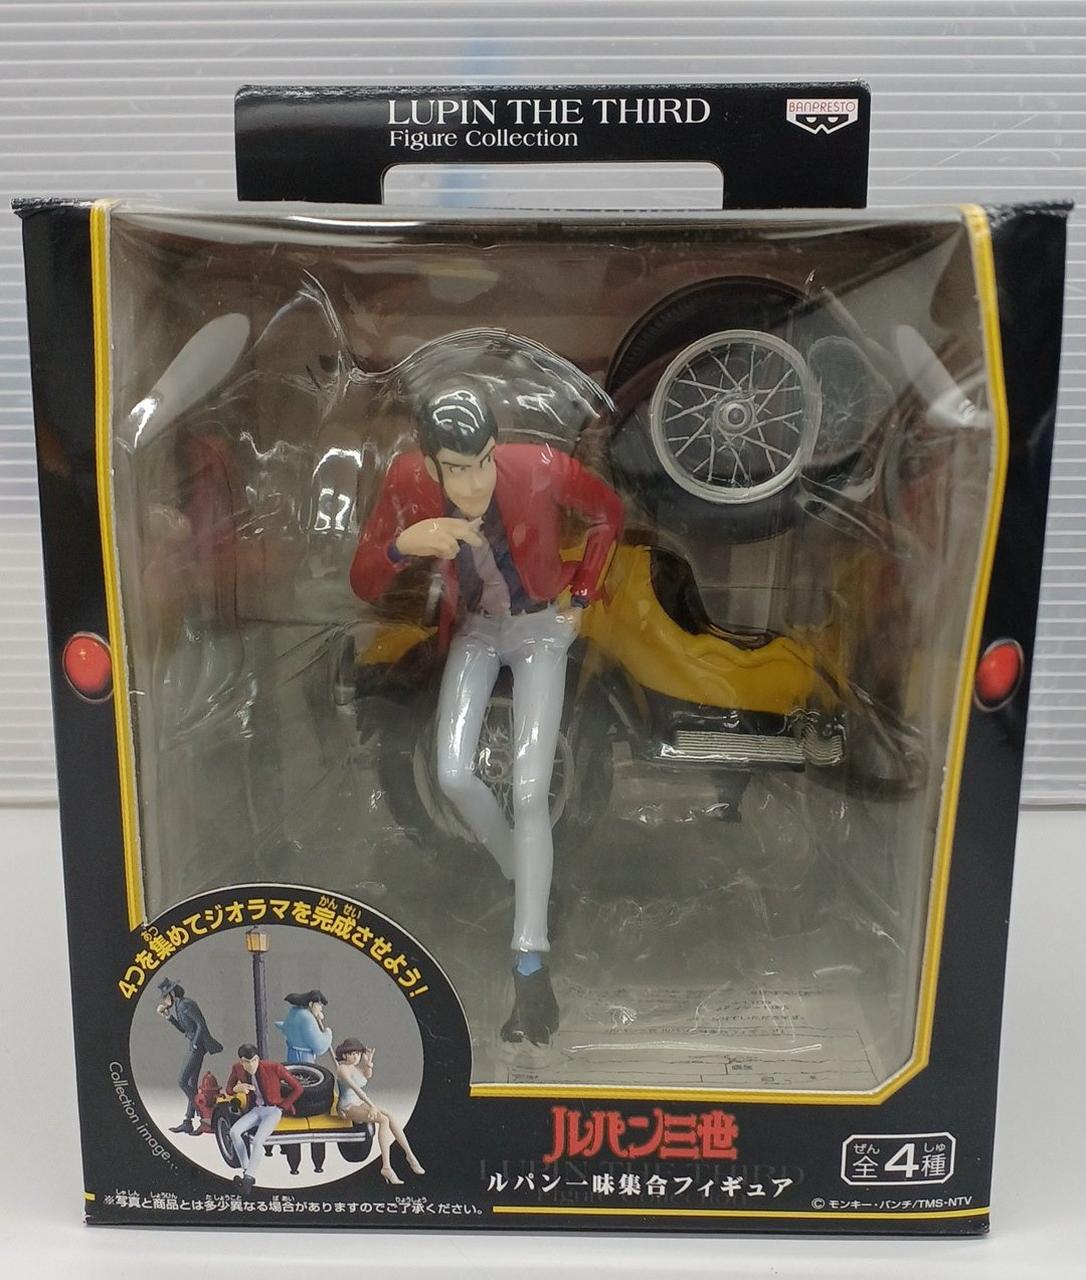 LUPIN THE THIRD
Figure Collection
BANPRESTO
4つを集めてジオラマを完成させよう!
Collection image...
ルパン三世
LUPIN THE THIRD
ルパン一味集合フィギュア
全4種
※写真と商品とは多少異なる場合がありますのでご了承ください。
© モンキー・パンチ/TMS-NTV